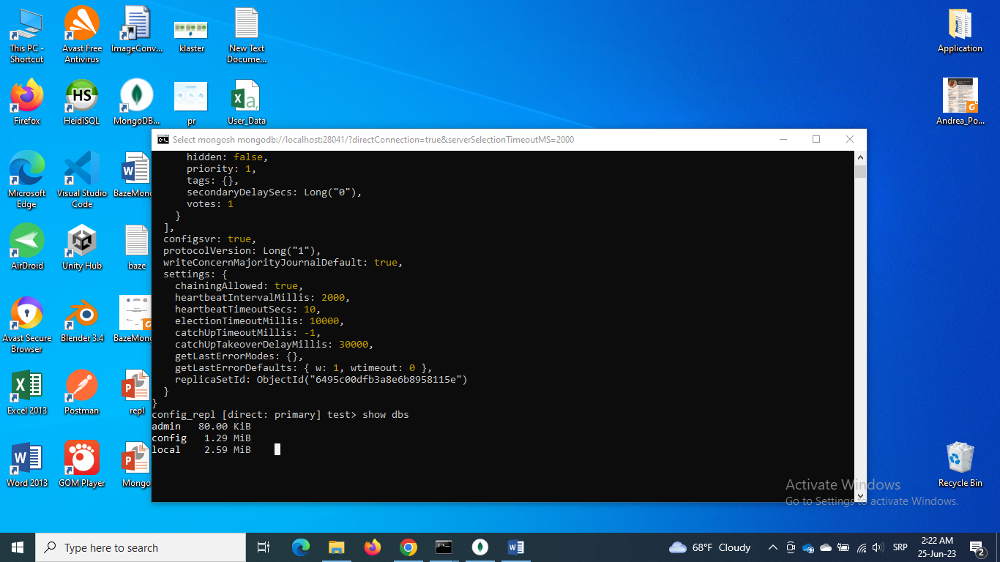 This PC -
Shortcut
Avast Free
Antivirus
ImageConv...
klaster
New Text
Docume...
Application
Firefox
HS
HeidiSQL
MongoDB...
pr
User_Data
Andrea_Po...
Select mongosh mongodb://localhost:28041/?directConnection=true&serverSelectionTimeoutMS=2000
Microsoft
Edge
Visual Studio
Code
BazeMong
AirDroid
Unity Hub
baze
Avast Secure
Browser
Blender 3.4
BazeMong
Excel 2013
Postman
repl
Word 2013
GOM Player
Mongo
hidden: false,
priority: 1,
tags: {},
secondaryDelaySecs: Long("0"),
votes: 1
}
],
configsvr: true,
protocolVersion: Long("1"),
writeConcernMajorityJournalDefault: true,
settings: {
chainingAllowed: true,
heartbeatIntervalMillis: 2000,
heartbeatTimeoutSecs: 10,
electionTimeoutMillis: 10000,
catchUpTimeoutMillis: -1,
catchUpTakeoverDelayMillis: 30000,
getLastErrorModes: {},
getLastErrorDefaults: { w: 1, wtimeout: 0 },
replicaSetId: ObjectId("6495c00dfb3a8e6b8958115e")
}
}
config_repl [direct: primary] test> show dbs
admin 80.00 KiB
config 1.29 MiB
local 2.59 MiB
Recycle Bin
Activate Windows
Go to Settings to activate Windows.
Type here to search
68°F Cloudy
SRP
2:22 AM
25-Jun-23
2